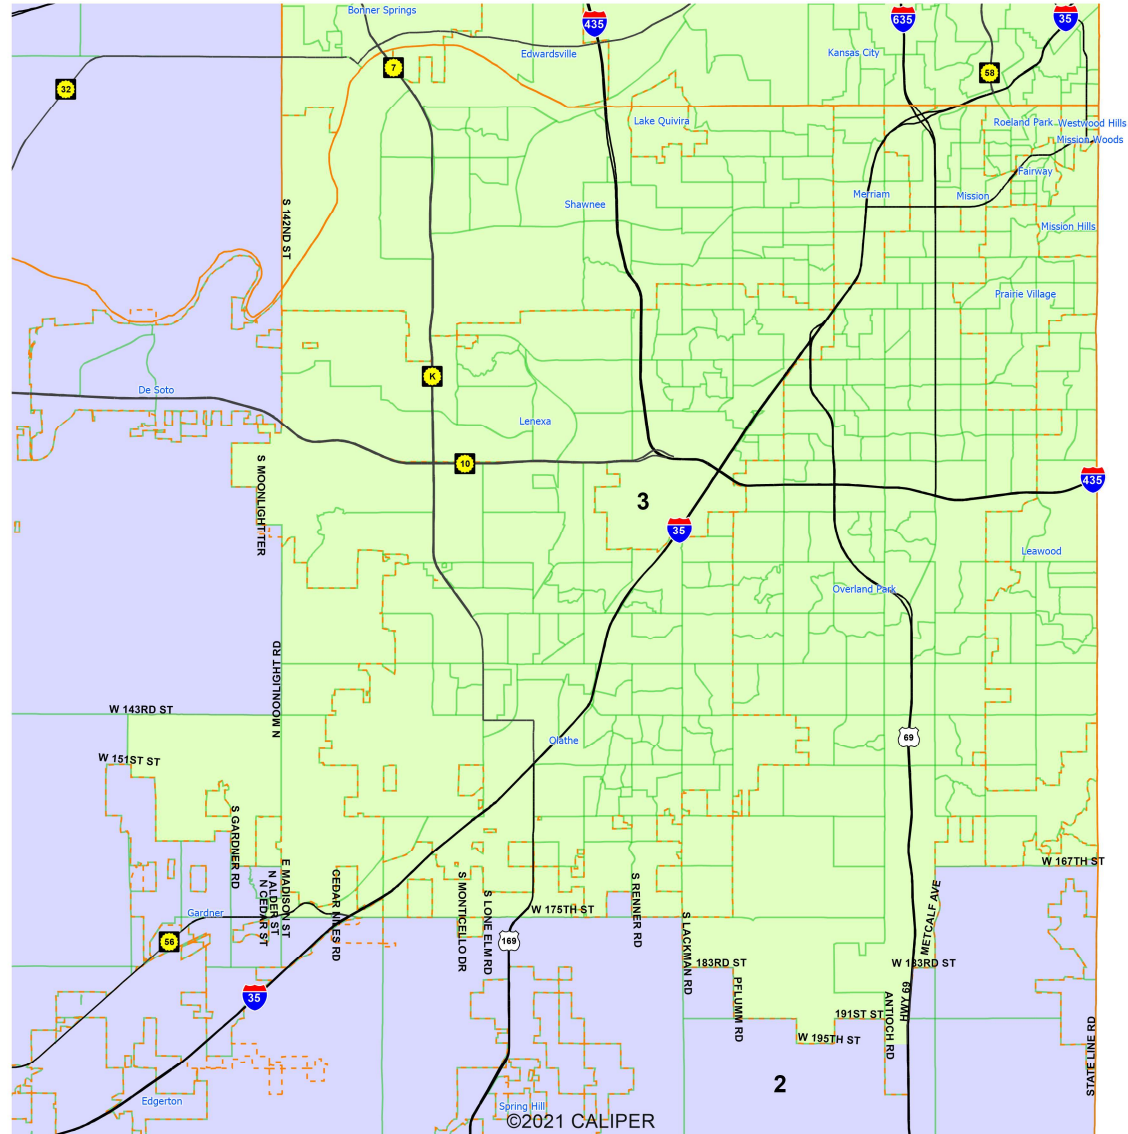 Bonner Springs
435
635
35
Edwardsville
Kansas City
7
58
32
Lake Quivira
Roeland Park
Westwood Hills
Mission Woods
Fairway
Merriam
Mission
S 142ND ST
Shawnee
Mission Hills
Prairie Village
K
De Soto
Lenexa
10
S MOONLIGHT TER
3
435
35
Leawood
Overland Park
N MOONLIGHT RD
W 143RD ST
Olathe
69
W 151ST ST
S GARDNER RD
W 167TH ST
E MADISON ST
N ALDER ST
N CEDAR ST
CEDAR NILES RD
S MONTICELLO DR
S LONE ELM RD
S RENNER RD
METCALF AVE
Gardner
W 175TH ST
S LACKMAN RD
56
169
183RD ST
W 183RD ST
35
PFLUMM RD
ANTIOCH RD
HWY 69
191ST ST
W 195TH ST
STATE LINE RD
2
Edgerton
Spring Hill
©2021 CALIPER